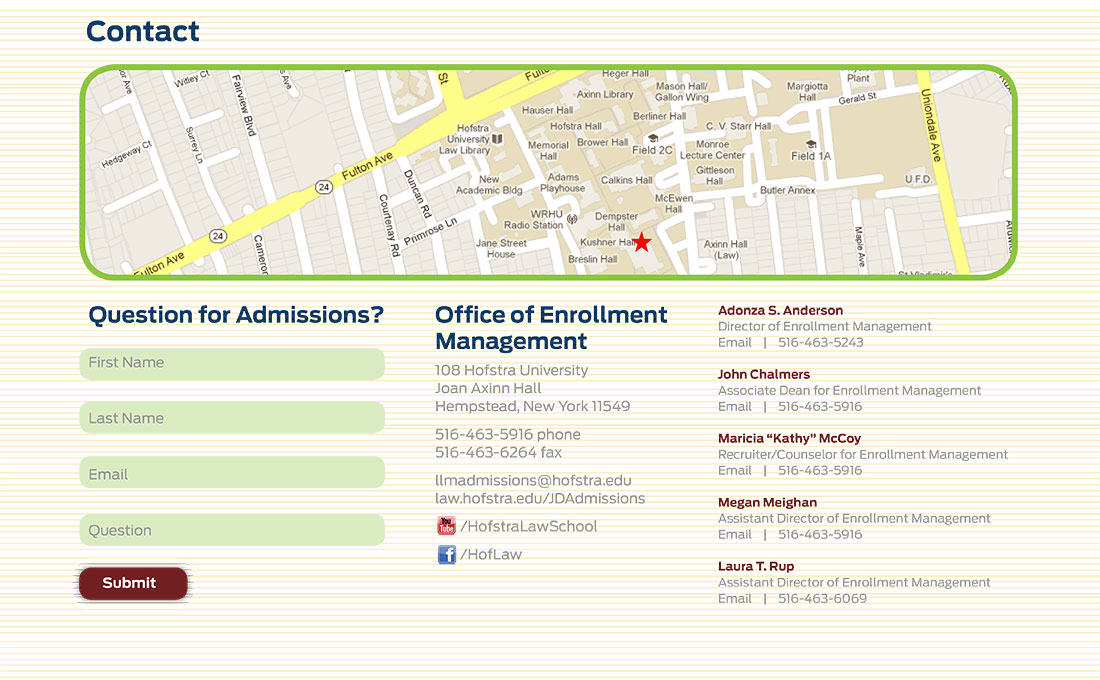 Contact
Witley Ct
Fairview Blvd
Surrey Ln
Hedgeway Ct
St
Heger Hall
Mason Hall/
Gallon Wing
Axinn Library
Plant
Margiotta
Hall
Gerald St
Hauser Hall
Berliner Hall
Hofstra Hall
C. V. Starr Hall
Uniondale Ave
Hofstra
University
Law Library
Memorial
Hall
Brower Hall
Field 2C
Monroe
Lecture Center
Field 1A
Fulton Ave
24
Duncan Rd
New
Academic Bldg
Adams
Playhouse
Calkins Hall
Gittleson
Hall
U.F.D.
Butler Annex
McEwen
Hall
Courtenay Rd
Primrose Ln
WRHU
Radio Station
Dempster
Hall
24
Jane Street
House
Kushner Hall
Breslin Hall
Axinn Hall
(Law)
Maple Ave
Fulton Ave
Question for Admissions?
First Name
Last Name
Email
Question
Submit
Office of Enrollment
Management
108 Hofstra University
Joan Axinn Hall
Hempstead, New York 11549
516-463-5916 phone
516-463-6264 fax
llmadmissions@hofstra.edu
law.hofstra.edu/JDAdmissions
You
Tube
/HofstraLawSchool
f
/HofLaw
Adonza S. Anderson
Director of Enrollment Management
Email | 516-463-5243
John Chalmers
Associate Dean for Enrollment Management
Email | 516-463-5916
Maricia “Kathy” McCoy
Recruiter/Counselor for Enrollment Management
Email | 516-463-5916
Megan Meighan
Assistant Director of Enrollment Management
Email | 516-463-5916
Laura T. Rup
Assistant Director of Enrollment Management
Email | 516-463-6069